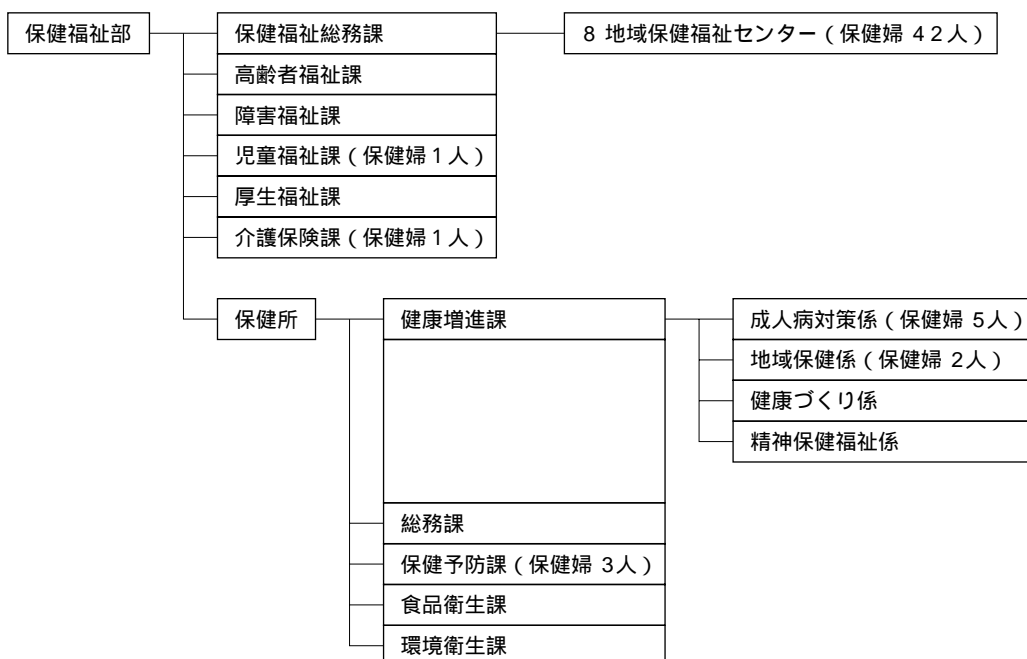 保健福祉部
保健福祉総務課
8 地域保健福祉センター（保健婦 42人）
高齢者福祉課
障害福祉課
児童福祉課（保健婦1人）
厚生福祉課
介護保険課（保健婦1人）
保健所
健康増進課
成人病対策係（保健婦 5人）
地域保健係（保健婦 2人）
健康づくり係
精神保健福祉係
総務課
保健予防課（保健婦 3人）
食品衛生課
環境衛生課